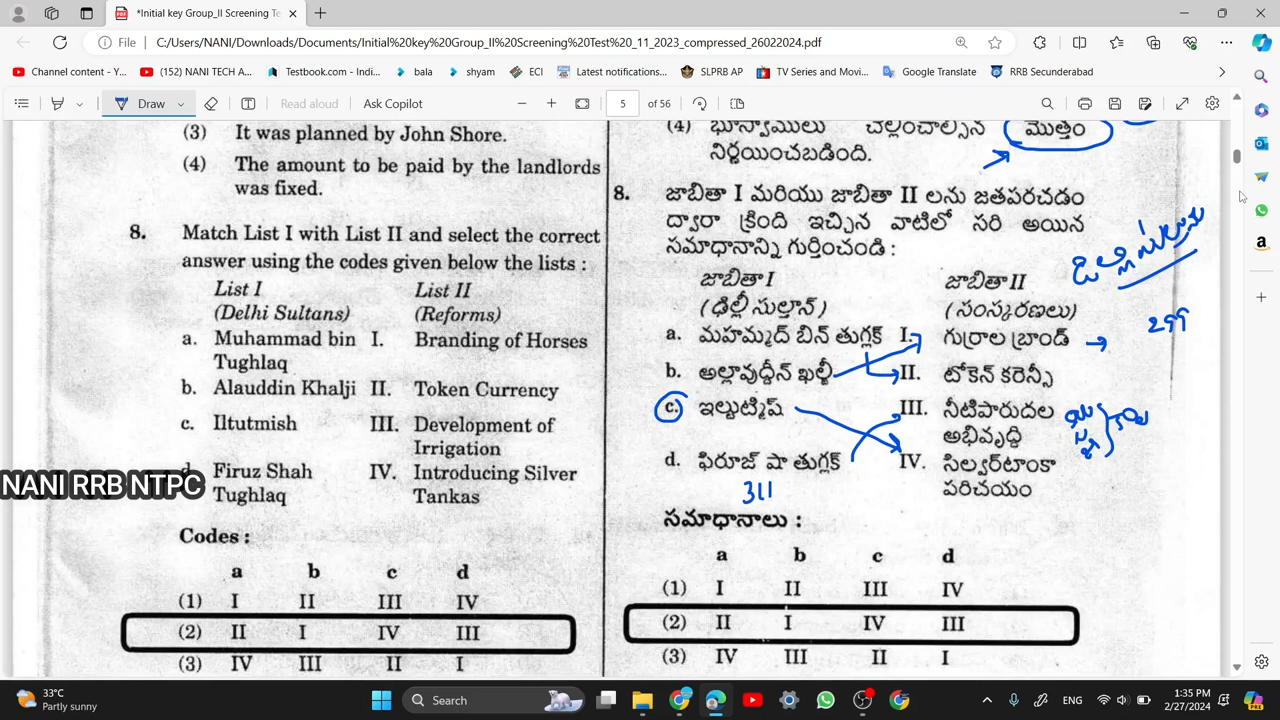 *Initial key Group_II Screening Te
File
C:/Users/NANI/Downloads/Documents/Initial%20key%20Group_II%20Screening%20Test%20_11_2023_compressed_26022024.pdf
Channel content - Y...
(152) NANI TECH A...
Testbook.com - Indi...
bala
shyam
ECI
Latest notifications...
SLPRB AP
TV Series and Movi...
Google Translate
RRB Secunderabad
Draw
Read aloud
Ask Copilot
5 of 56
(3) It was planned by John Shore.
(4) The amount to be paid by the landlords
was fixed.
8. Match List I with List II and select the correct
answer using the codes given below the lists :
List I List II
(Delhi Sultans) (Reforms)
a. Muhammad bin I. Branding of Horses
Tughlaq
b. Alauddin Khalji II. Token Currency
c. Iltutmish III. Development of
Irrigation
d Firuz Shah IV. Introducing Silver
Tughlaq Tankas
NANI RRB NTPC
Codes :
a b c d
(1) I II III IV
(2) II I IV III
(3) IV III II I
(4) భూస్వాములు చెల్లించాల్సిన మొత్తం
నిర్ణయించబడింది.
8. జాబితా I మరియు జాబితా II లను జతపరచడం
ద్వారా క్రింది ఇచ్చిన వాటిలో సరి అయిన
సమాధానాన్ని గుర్తించండి :
జాబితా I జాబితా II
(ఢిల్లీ సుల్తాన్) (సంస్కరణలు)
a. మహమ్మద్ బిన్ తుగ్లక్ I. గుర్రాల బ్రాండ్
b. అల్లావుద్దీన్ ఖల్జీ II. టోకెన్ కరెన్సీ
c. ఇల్టుట్మిష్ III. నీటిపారుదల
అభివృద్ధి
d. ఫిరూజ్ షా తుగ్లక్ IV. సిల్వర్‌టాంకా
పరిచయం
311
299
సమాధానాలు :
a b c d
(1) I II III IV
(2) II I IV III
(3) IV III II I
33°C
Partly sunny
Search
ENG
1:35 PM
2/27/2024